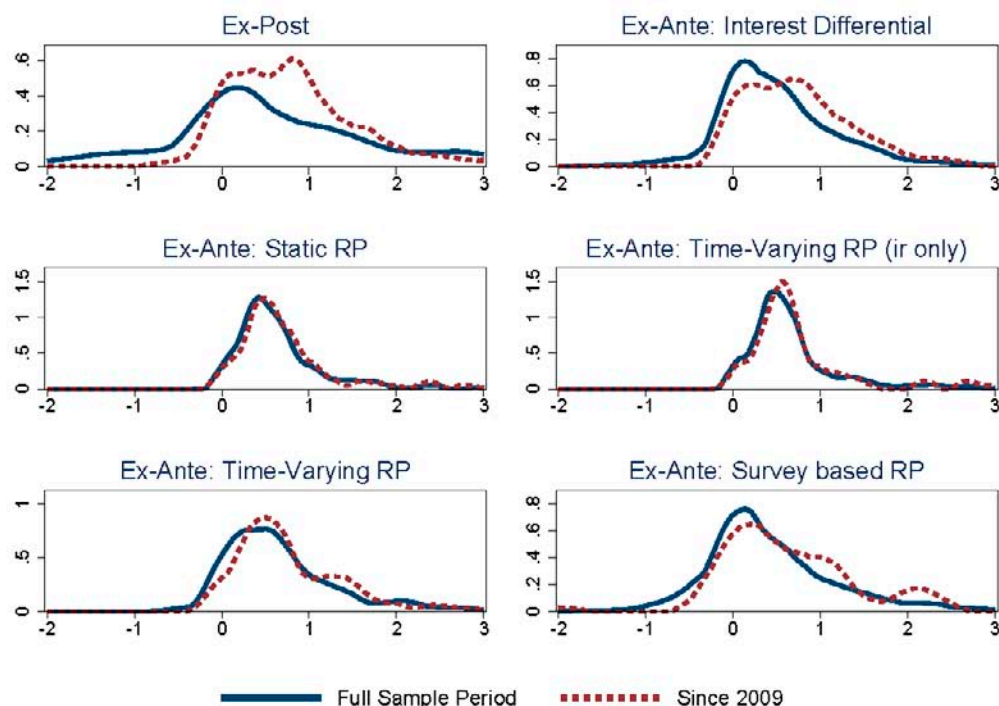 Ex-Post
.6
.4
.2
0
-2 -1 0 1 2 3
Ex-Ante: Interest Differential
.8
.6
.4
.2
0
-2 -1 0 1 2 3
Ex-Ante: Static RP
1.5
1
.5
0
-2 -1 0 1 2 3
Ex-Ante: Time-Varying RP (ir only)
1.5
1
.5
0
-2 -1 0 1 2 3
Ex-Ante: Time-Varying RP
1
.5
0
-2 -1 0 1 2 3
Ex-Ante: Survey based RP
.8
.6
.4
.2
0
-2 -1 0 1 2 3
Full Sample Period Since 2009